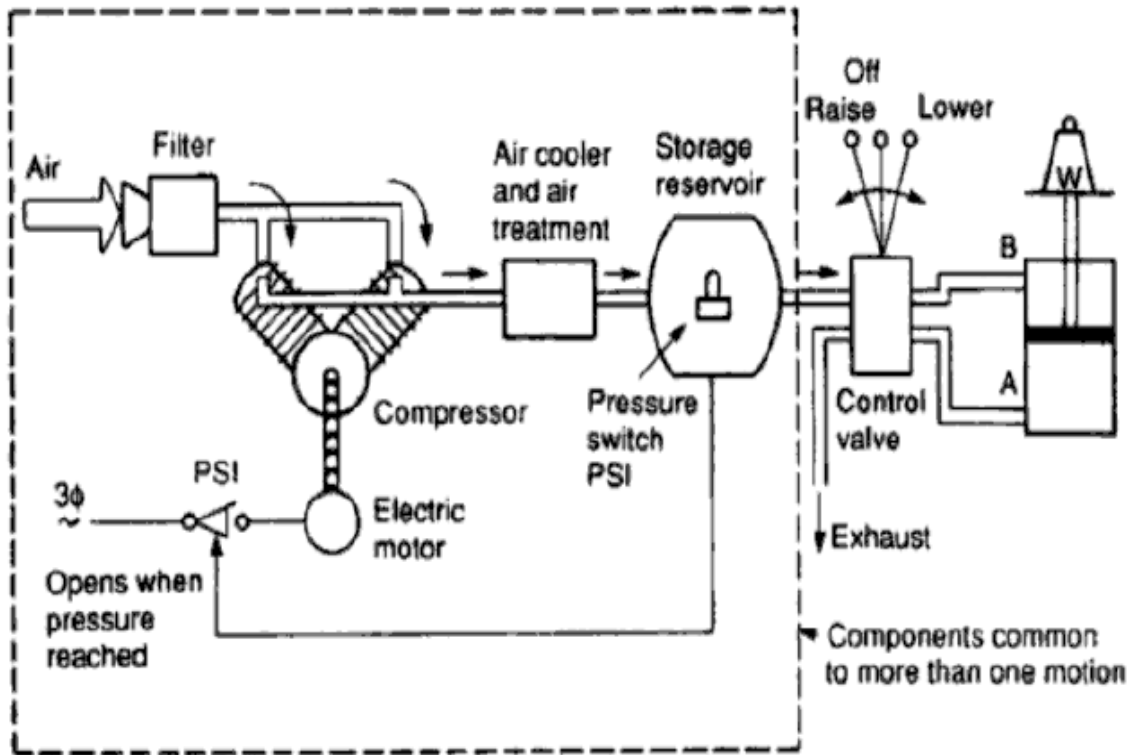 Off
Raise
Lower
Air
Filter
Air cooler
and air
treatment
Storage
reservoir
W
B
A
Compressor
Pressure
switch
PSI
Control
valve
PSI
3ϕ
~
Electric
motor
Exhaust
Opens when
pressure
reached
Components common
to more than one motion